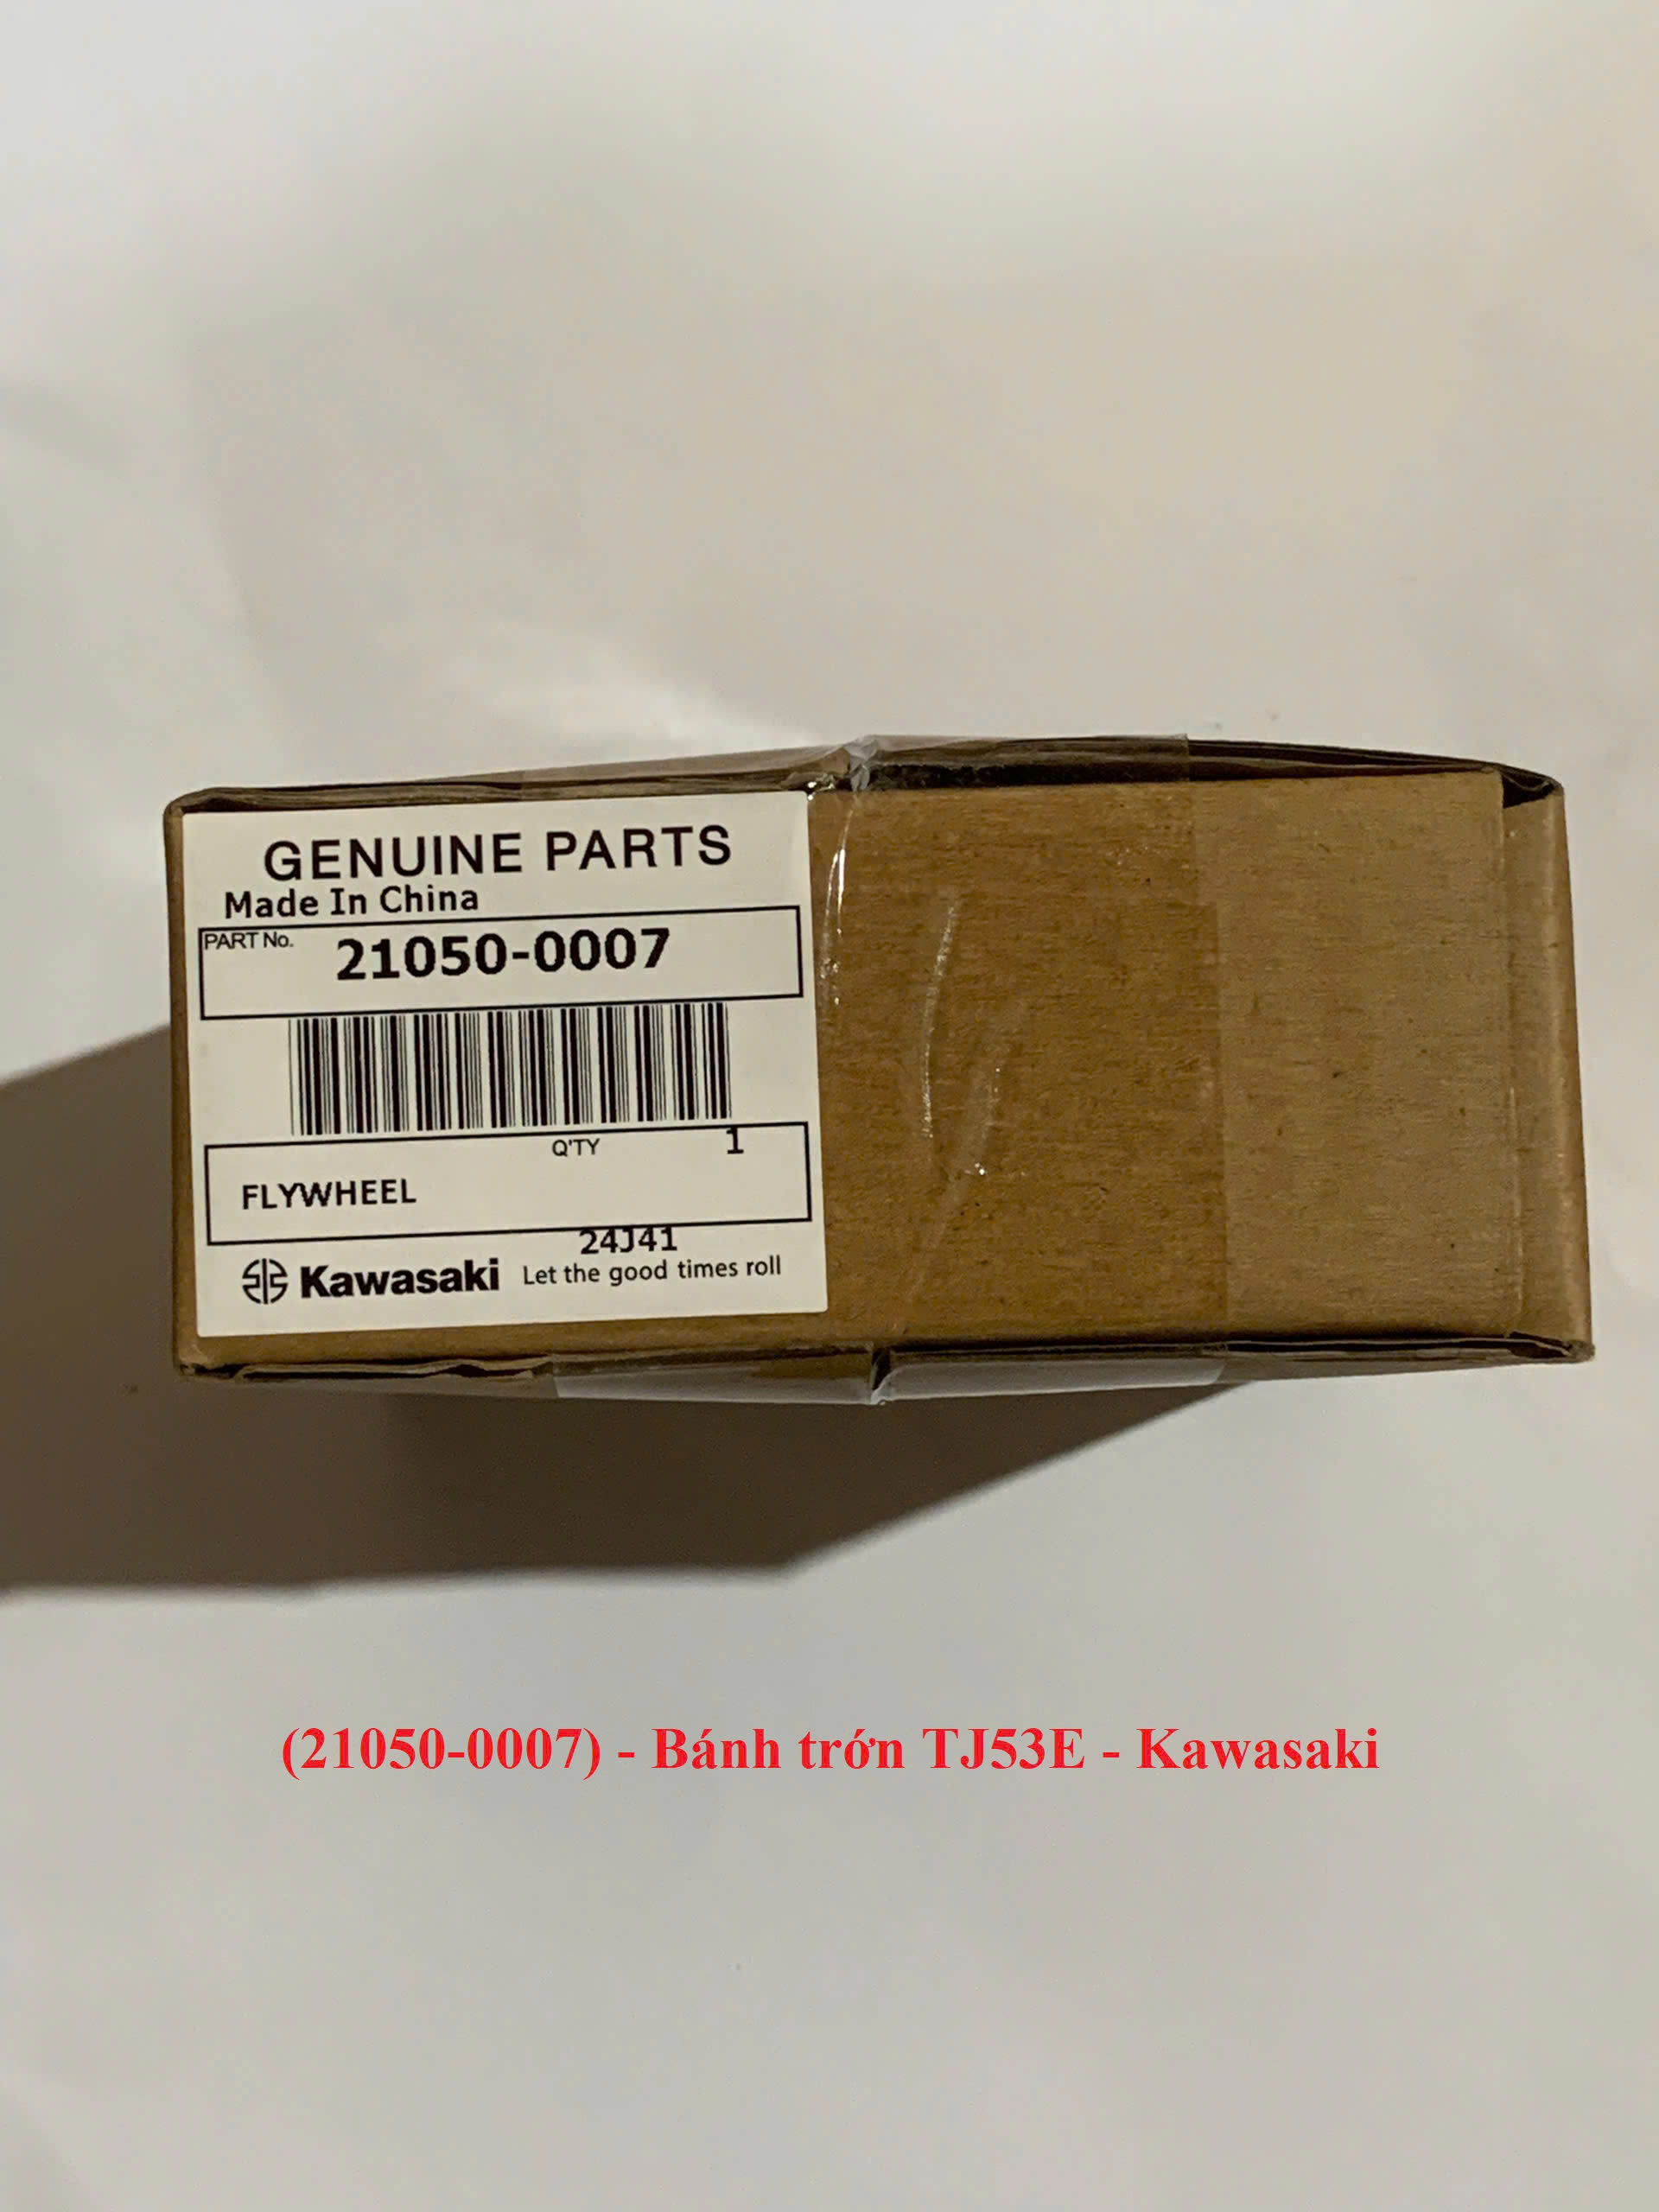 GENUINE PARTS
Made In China
PART No.
21050-0007
Q'TY 1
FLYWHEEL
24J41
Kawasaki Let the good times roll
(21050-0007) - Bánh trớn TJ53E - Kawasaki